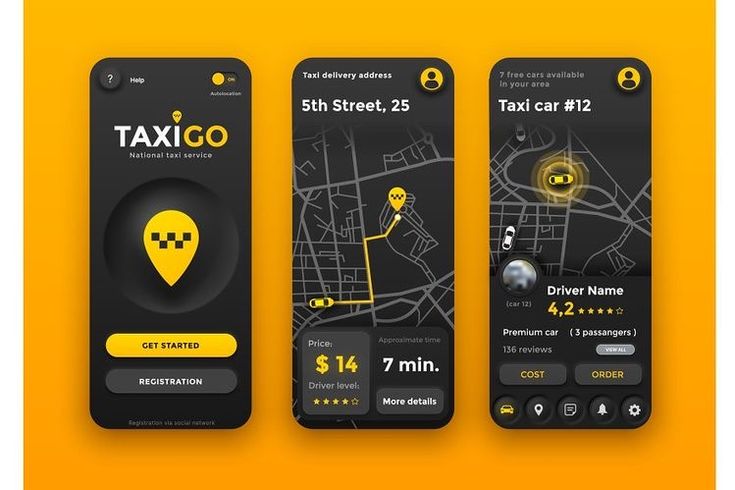 ?
Help
ON
Autolocation
TAXIGO
National taxi service
GET STARTED
REGISTRATION
Registration via social network
Taxi delivery address
5th Street, 25
Price:
$ 14
Driver level:
Approximate time
7 min.
More details
7 free cars available
in your area
Taxi car #12
(car 12)
Driver Name
4,2
Premium car ( 3 passangers )
136 reviews
VIEW ALL
COST
ORDER